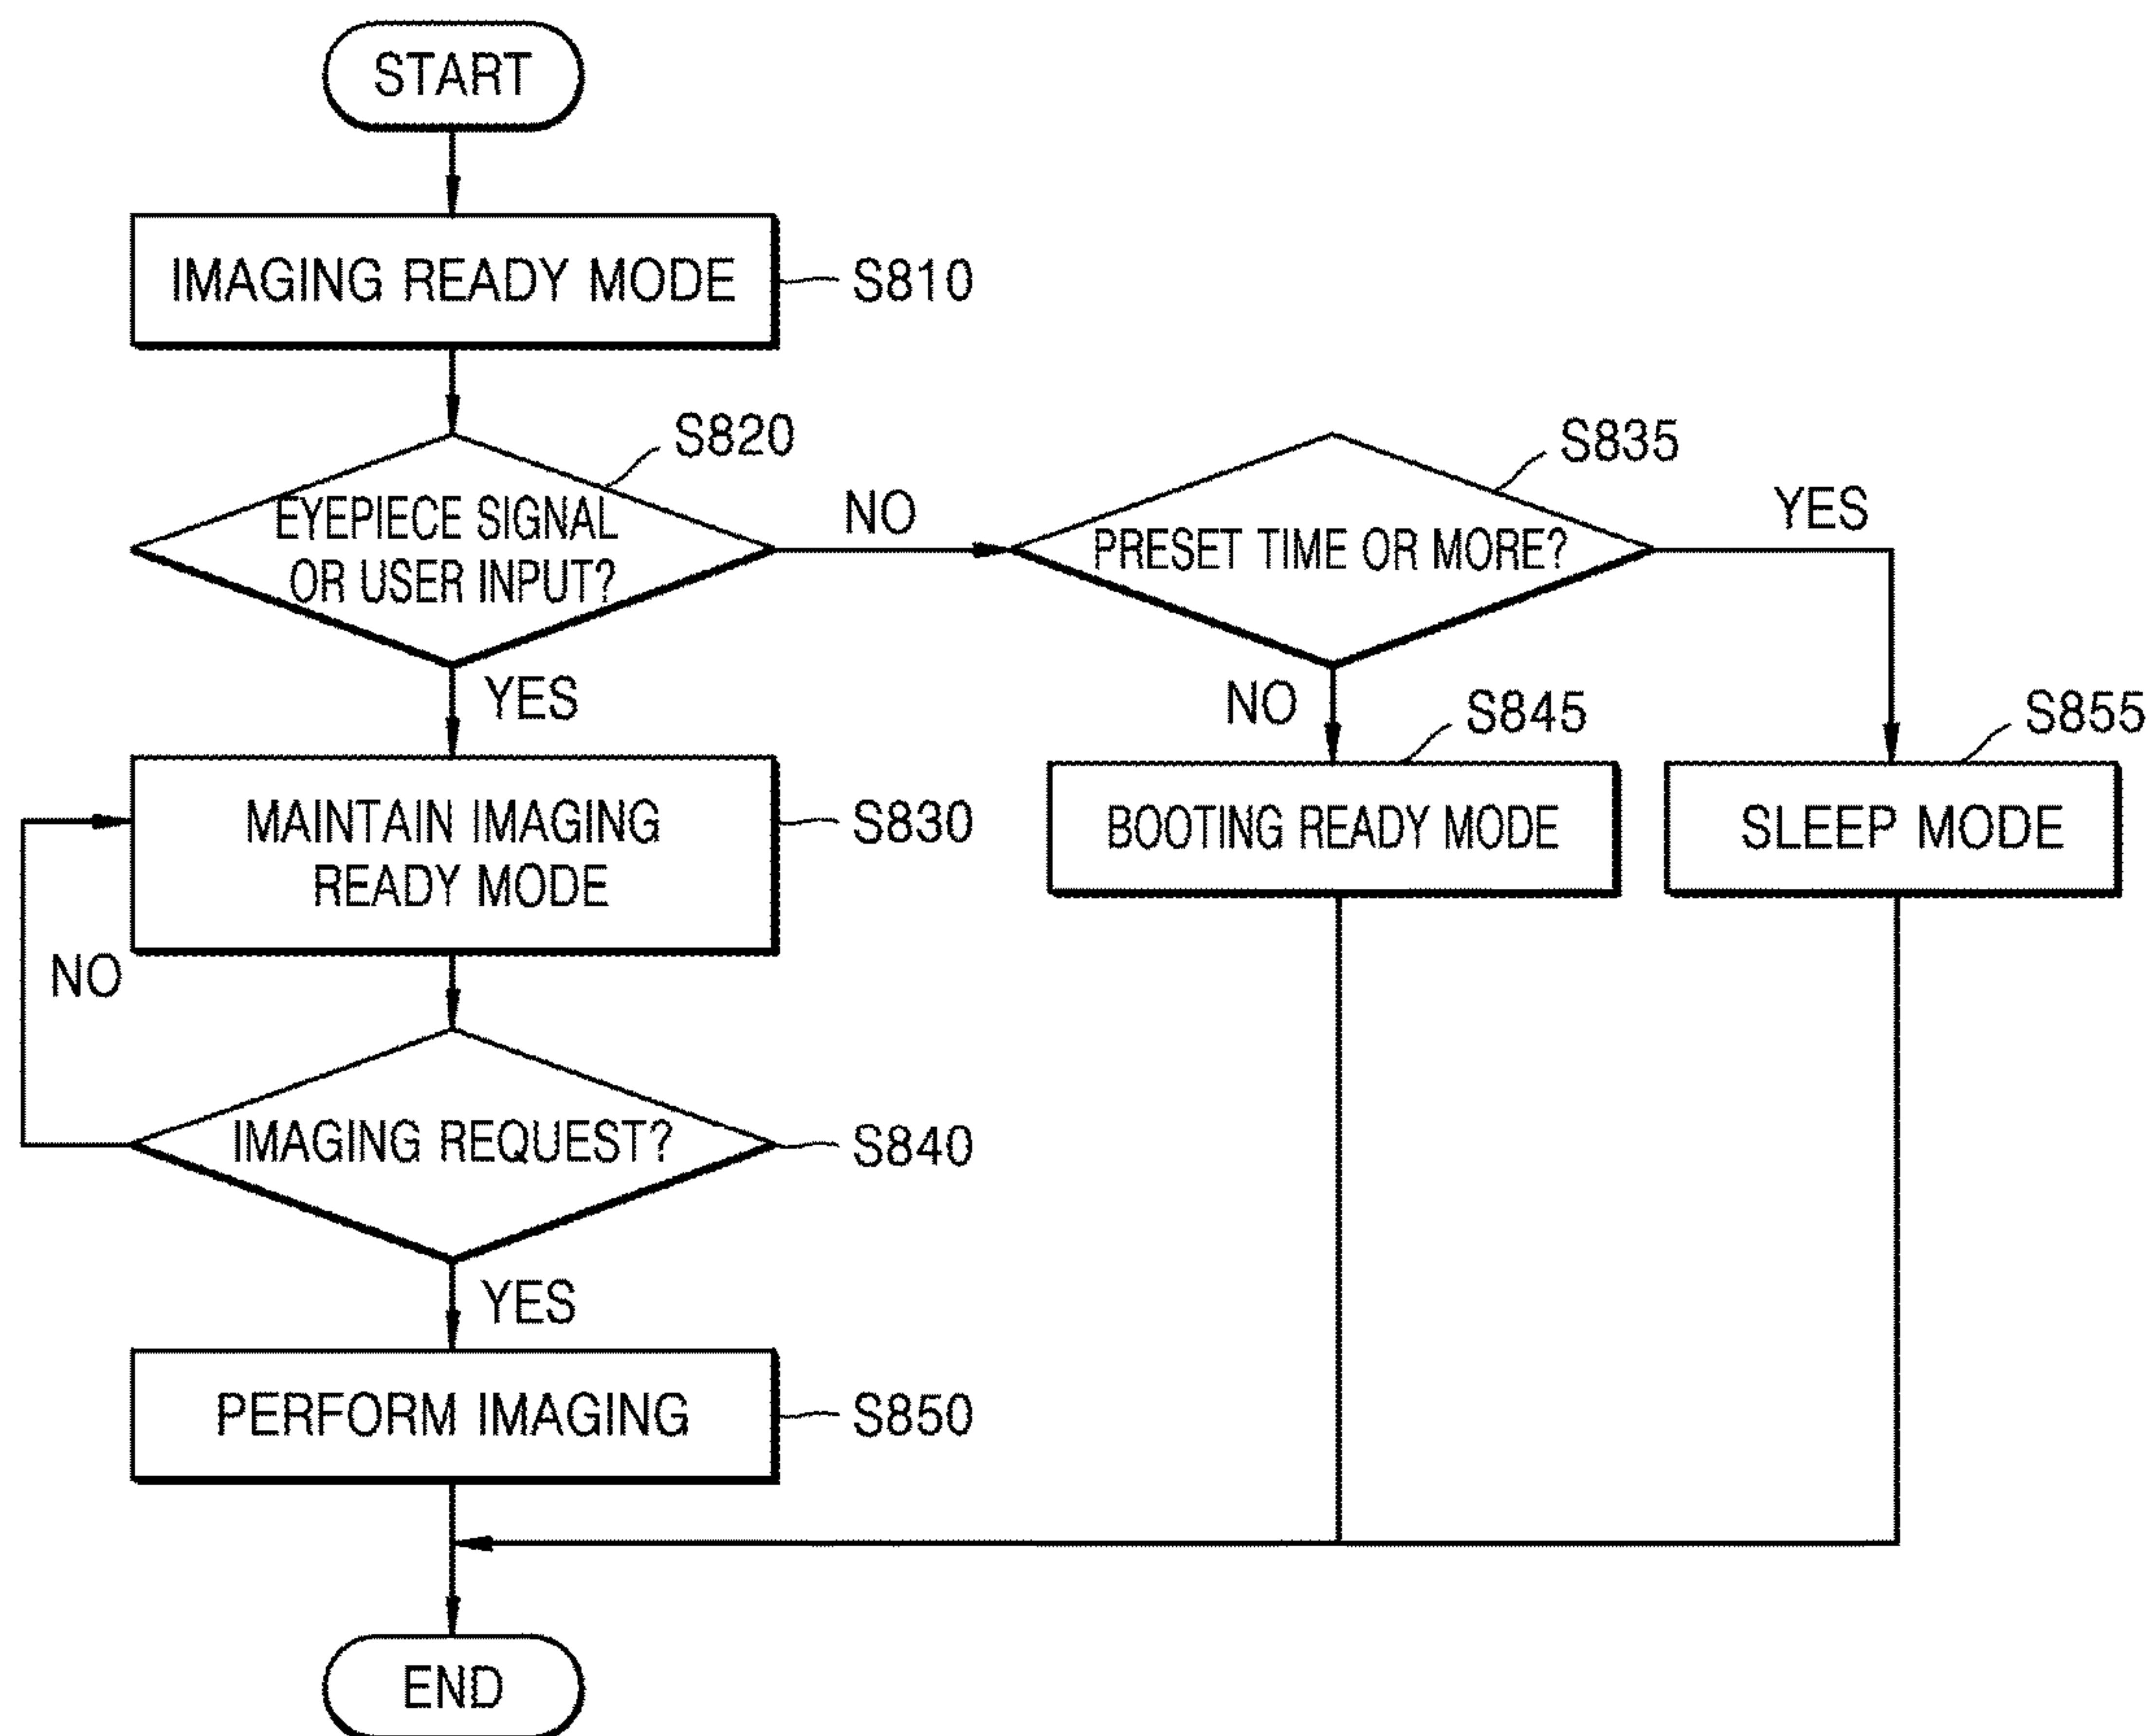 START
IMAGING READY MODE
S810
S820
EYEPIECE SIGNAL
OR USER INPUT?
NO
S835
PRESET TIME OR MORE?
YES
YES
NO
S845
S855
MAINTAIN IMAGING
READY MODE
S830
BOOTING READY MODE
SLEEP MODE
NO
IMAGING REQUEST?
S840
YES
PERFORM IMAGING
S850
END